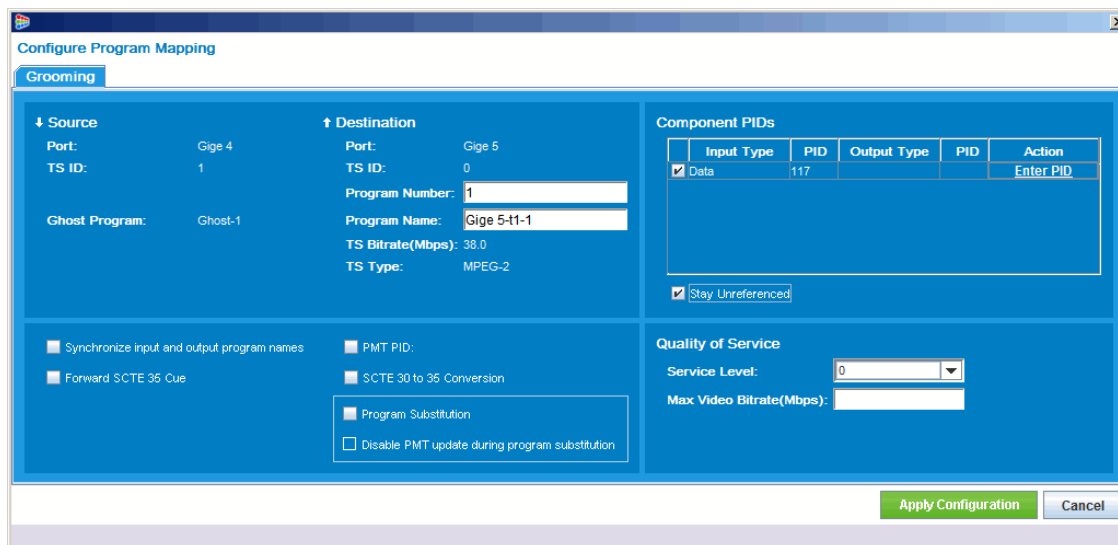 Configure Program Mapping
Grooming
Source
Port: Gige 4
TS ID: 1
Ghost Program: Ghost-1
Destination
Port: Gige 5
TS ID: 0
Program Number: 1
Program Name: Gige 5-t1-1
TS Bitrate(Mbps): 38.0
TS Type: MPEG-2
Component PIDs
Input Type PID Output Type PID Action
Data 117 Enter PID
Stay Unreferenced
Synchronize input and output program names
Forward SCTE 35 Cue
PMT PID:
SCTE 30 to 35 Conversion
Program Substitution
Disable PMT update during program substitution
Quality of Service
Service Level: 0
Max Video Bitrate(Mbps):
Apply Configuration
Cancel